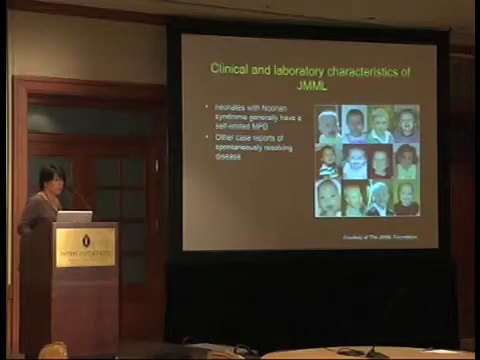 Clinical and laboratory characteristics of
JMML
• neonates with Noonan
syndrome generally have a
self-limited MPD
• Other case reports of
spontaneously resolving
disease
Courtesy of The JMML Foundation